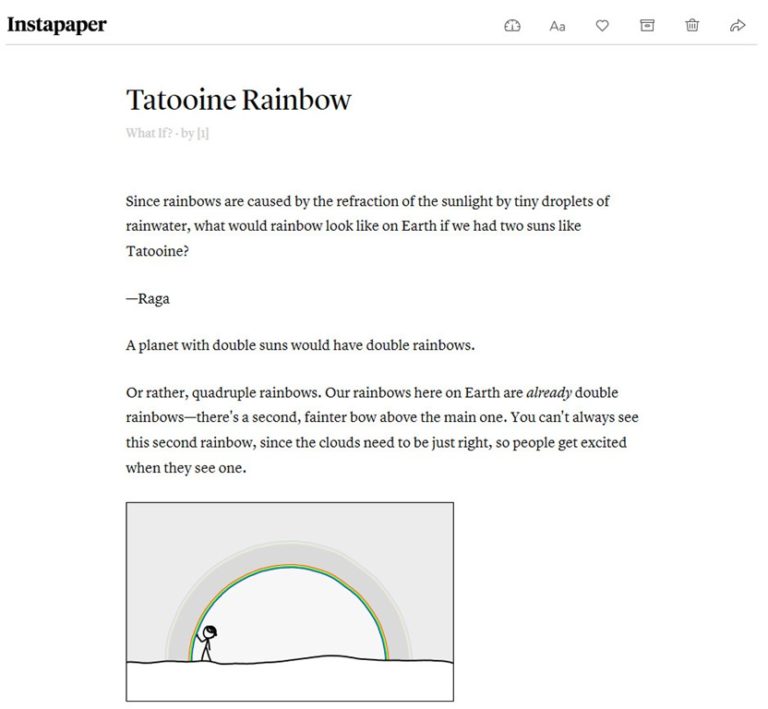 Instapaper
Aa
Tatooine Rainbow
What If? · by [1]
Since rainbows are caused by the refraction of the sunlight by tiny droplets of
rainwater, what would rainbow look like on Earth if we had two suns like
Tatooine?
—Raga
A planet with double suns would have double rainbows.
Or rather, quadruple rainbows. Our rainbows here on Earth are already double
rainbows—there's a second, fainter bow above the main one. You can't always see
this second rainbow, since the clouds need to be just right, so people get excited
when they see one.